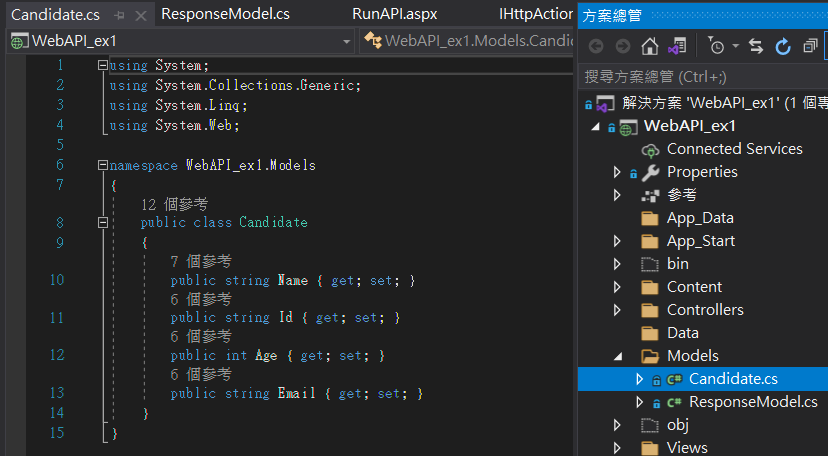 Candidate.cs
ResponseModel.cs
RunAPI.aspx
IHttpAction
WebAPI_ex1
WebAPI_ex1.Models.Candi
1 using System;
2 using System.Collections.Generic;
3 using System.Linq;
4 using System.Web;
5
6 namespace WebAPI_ex1.Models
7 {
12 個參考
8 public class Candidate
9 {
7 個參考
10 public string Name { get; set; }
6 個參考
11 public string Id { get; set; }
6 個參考
12 public int Age { get; set; }
6 個參考
13 public string Email { get; set; }
14 }
15 }
方案總管
搜尋方案總管 (Ctrl+;)
解決方案 'WebAPI_ex1' (1 個專
WebAPI_ex1
Connected Services
Properties
參考
App_Data
App_Start
bin
Content
Controllers
Data
Models
C# Candidate.cs
C# ResponseModel.cs
obj
Views